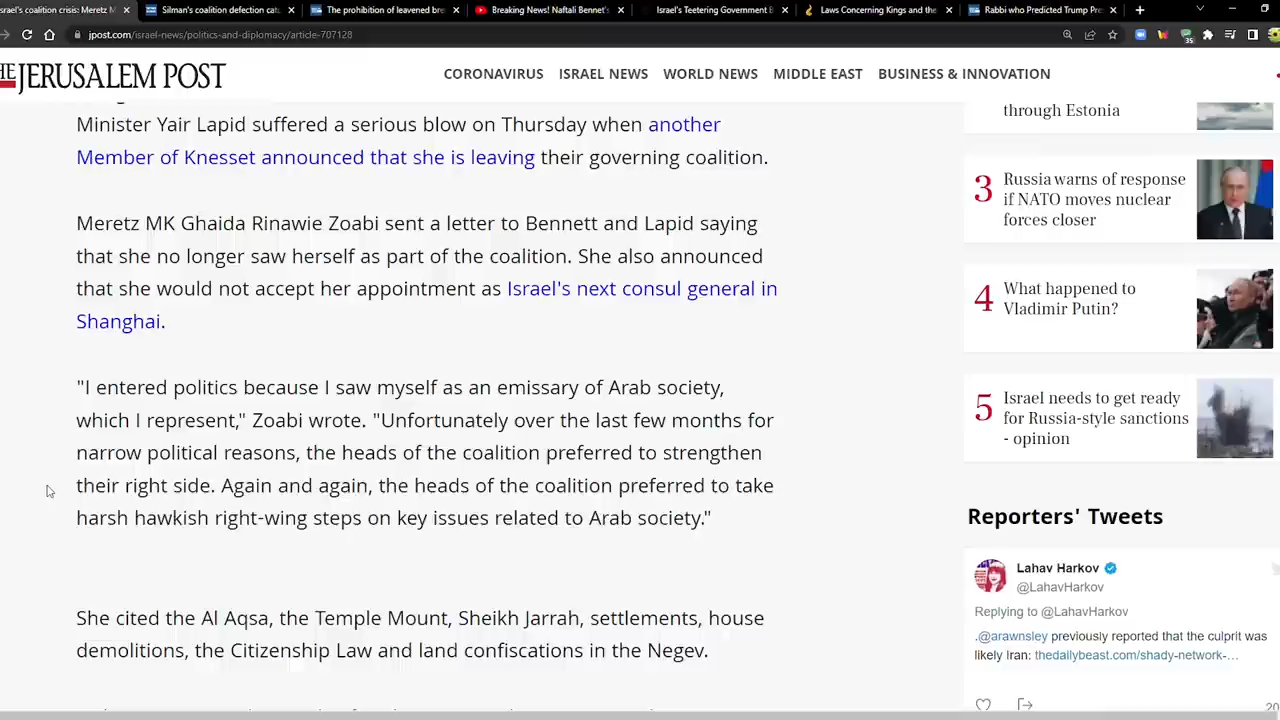 srael's coalition crisis: Meretz M
Silman's coalition defection cat
The prohibition of leavened bre
Breaking News! Naftali Bennet's
Israel's Teetering Government E
Laws Concerning Kings and the
Rabbi who Predicted Trump Pre
jpost.com/israel-news/politics-and-diplomacy/article-707128
35
HE JERUSALEM POST
CORONAVIRUS ISRAEL NEWS WORLD NEWS MIDDLE EAST BUSINESS & INNOVATION
Minister Yair Lapid suffered a serious blow on Thursday when another
Member of Knesset announced that she is leaving their governing coalition.
Meretz MK Ghaida Rinawie Zoabi sent a letter to Bennett and Lapid saying
that she no longer saw herself as part of the coalition. She also announced
that she would not accept her appointment as Israel's next consul general in
Shanghai.
"I entered politics because I saw myself as an emissary of Arab society,
which I represent," Zoabi wrote. "Unfortunately over the last few months for
narrow political reasons, the heads of the coalition preferred to strengthen
their right side. Again and again, the heads of the coalition preferred to take
harsh hawkish right-wing steps on key issues related to Arab society."
She cited the Al Aqsa, the Temple Mount, Sheikh Jarrah, settlements, house
demolitions, the Citizenship Law and land confiscations in the Negev.
through Estonia
3
Russia warns of response
if NATO moves nuclear
forces closer
4
What happened to
Vladimir Putin?
5
Israel needs to get ready
for Russia-style sanctions
- opinion
Reporters' Tweets
Lahav Harkov
@LahavHarkov
Replying to @LahavHarkov
.@arawnsley previously reported that the culprit was
likely Iran: thedailybeast.com/shady-network-…
20